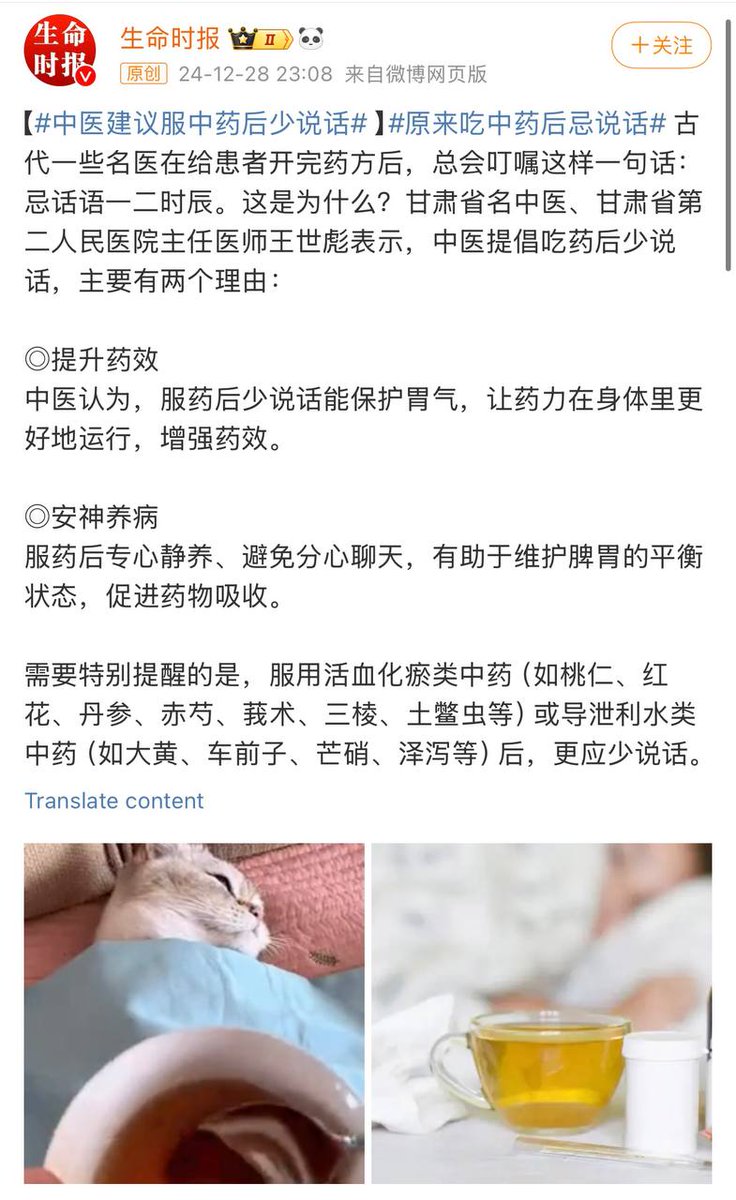 生命
时报
生命时报 II
+关注
原创 24-12-28 23:08 来自微博网页版
【#中医建议服中药后少说话#】#原来吃中药后忌说话# 古
代一些名医在给患者开完药方后，总会叮嘱这样一句话：
忌话语一二时辰。这是为什么？甘肃省名中医、甘肃省第
二人民医院主任医师王世彪表示，中医提倡吃药后少说
话，主要有两个理由：
◎提升药效
中医认为，服药后少说话能保护胃气，让药力在身体里更
好地运行，增强药效。
◎安神养病
服药后专心静养、避免分心聊天，有助于维护脾胃的平衡
状态，促进药物吸收。
需要特别提醒的是，服用活血化瘀类中药（如桃仁、红
花、丹参、赤芍、莪术、三棱、土鳖虫等）或导泄利水类
中药（如大黄、车前子、芒硝、泽泻等）后，更应少说话。
Translate content